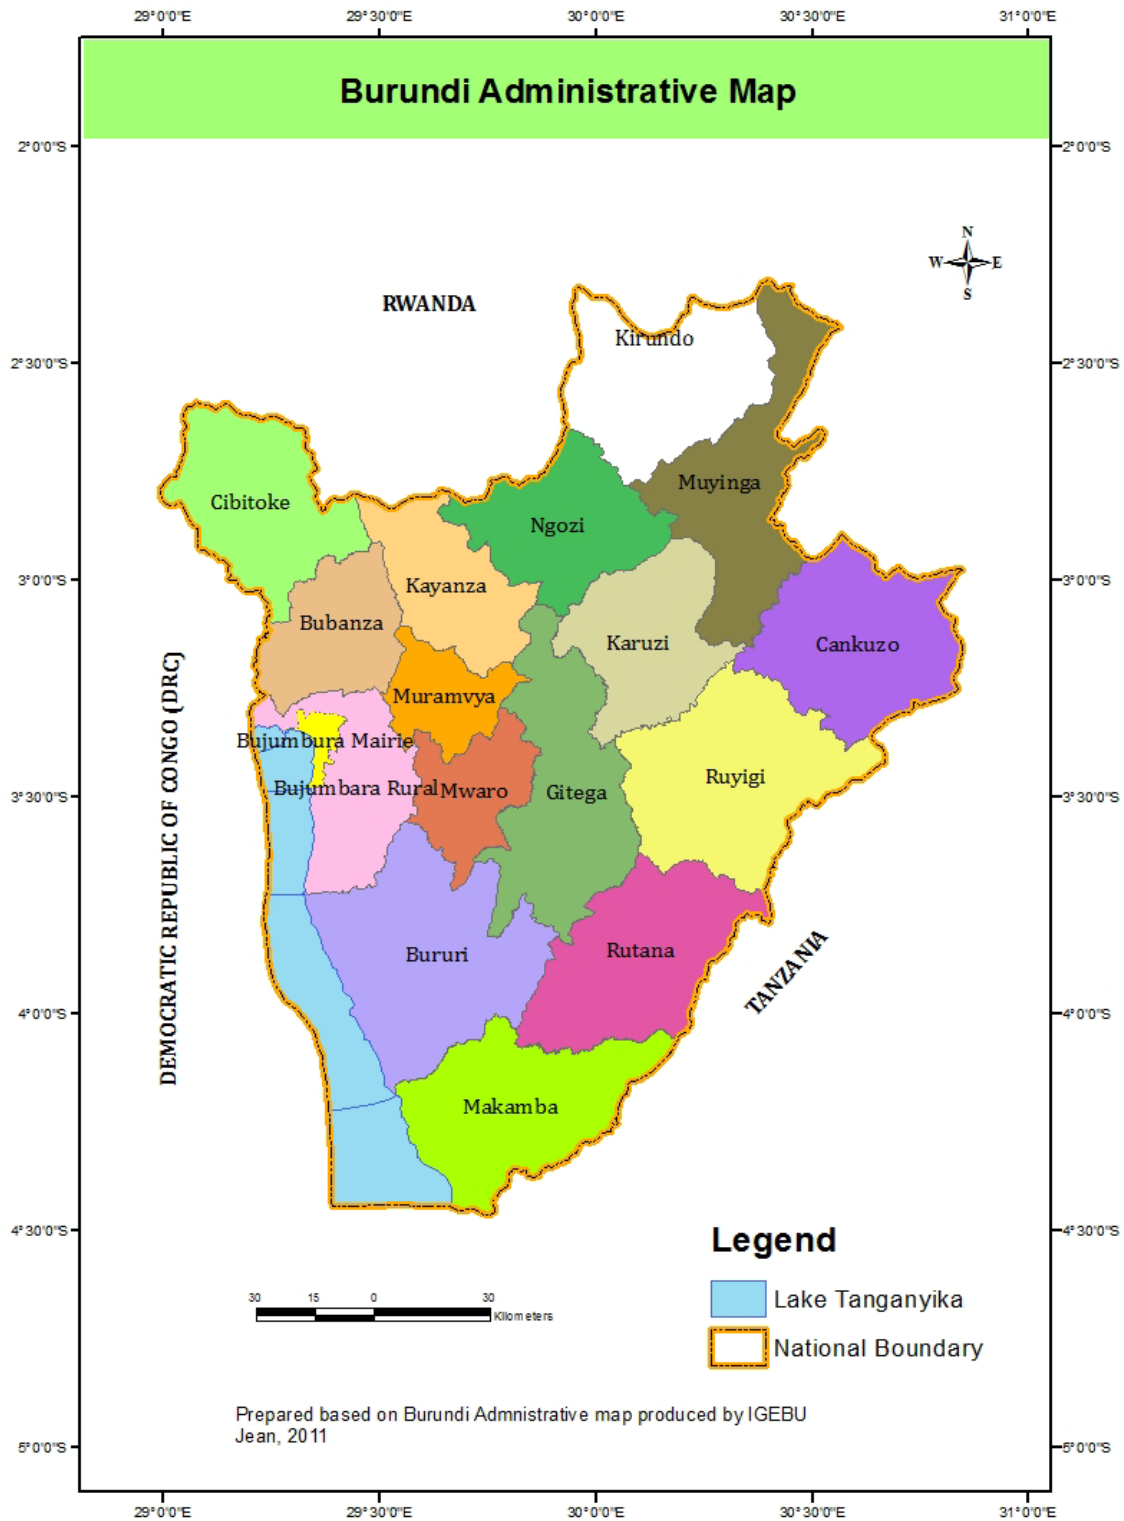 29°0'0"E 29°30'0"E 30°0'0"E 30°30'0"E 31°0'0"E
Burundi Administrative Map
2°0'0"S 2°0'0"S
N
W E
S
RWANDA
Kirundo
2°30'0"S 2°30'0"S
Muyinga
Cibitoke
Ngozi
3°0'0"S 3°0'0"S
Kayanza
Bubanza
Karuzi
Cankuzo
Muramvya
Bujumbura Mairie
Ruyigi
Bujumbara Rural
Mwaro
Gitega
3°30'0"S 3°30'0"S
DEMOCRATIC REPUBLIC OF CONGO (DRC)
Bururi
Rutana
TANZANIA
4°0'0"S 4°0'0"S
Makamba
4°30'0"S 4°30'0"S
Legend
Lake Tanganyika
National Boundary
30 15 0 30
Kilometers
Prepared based on Burundi Admnistrative map produced by IGEBU
Jean, 2011
5°0'0"S 5°0'0"S
29°0'0"E 29°30'0"E 30°0'0"E 30°30'0"E 31°0'0"E